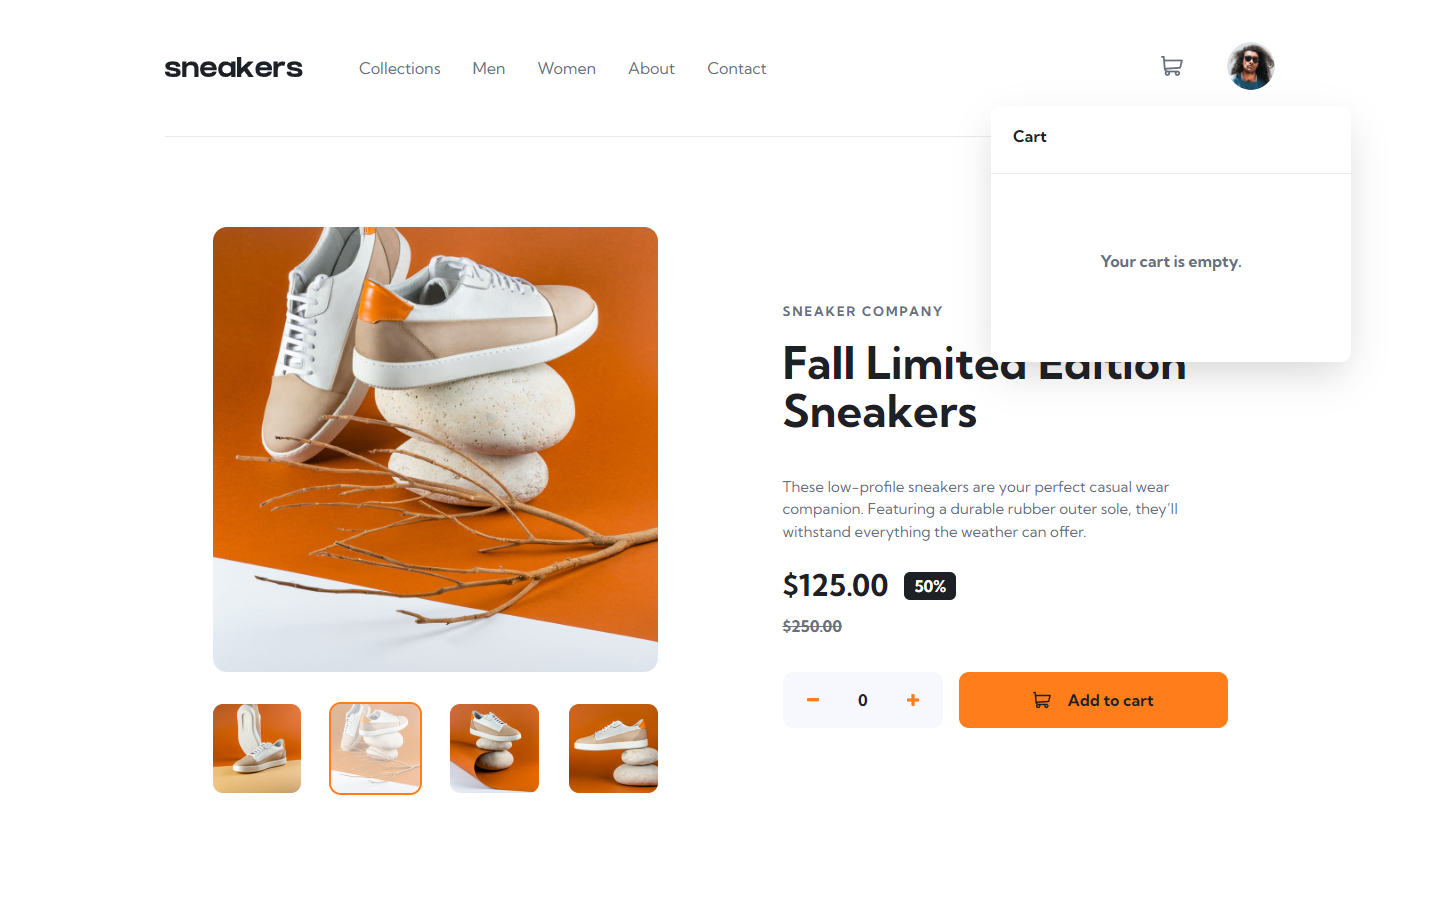 sneakers
Collections
Men
Women
About
Contact
Cart
Your cart is empty.
SNEAKER COMPANY
Fall Limited Edition
Sneakers
These low-profile sneakers are your perfect casual wear
companion. Featuring a durable rubber outer sole, they'll
withstand everything the weather can offer.
$125.00 50%
$250.00
0
Add to cart